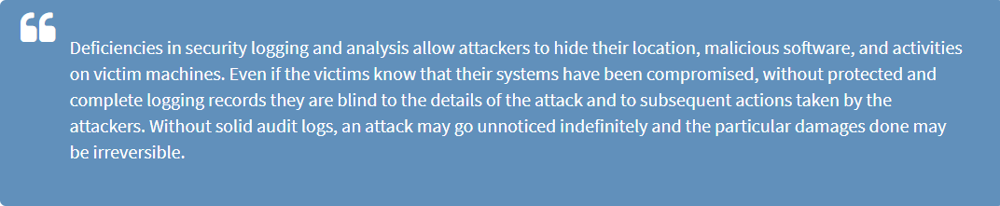 Deficiencies in security logging and analysis allow attackers to hide their location, malicious software, and activities
on victim machines. Even if the victims know that their systems have been compromised, without protected and
complete logging records they are blind to the details of the attack and to subsequent actions taken by the
attackers. Without solid audit logs, an attack may go unnoticed indefinitely and the particular damages done may
be irreversible.